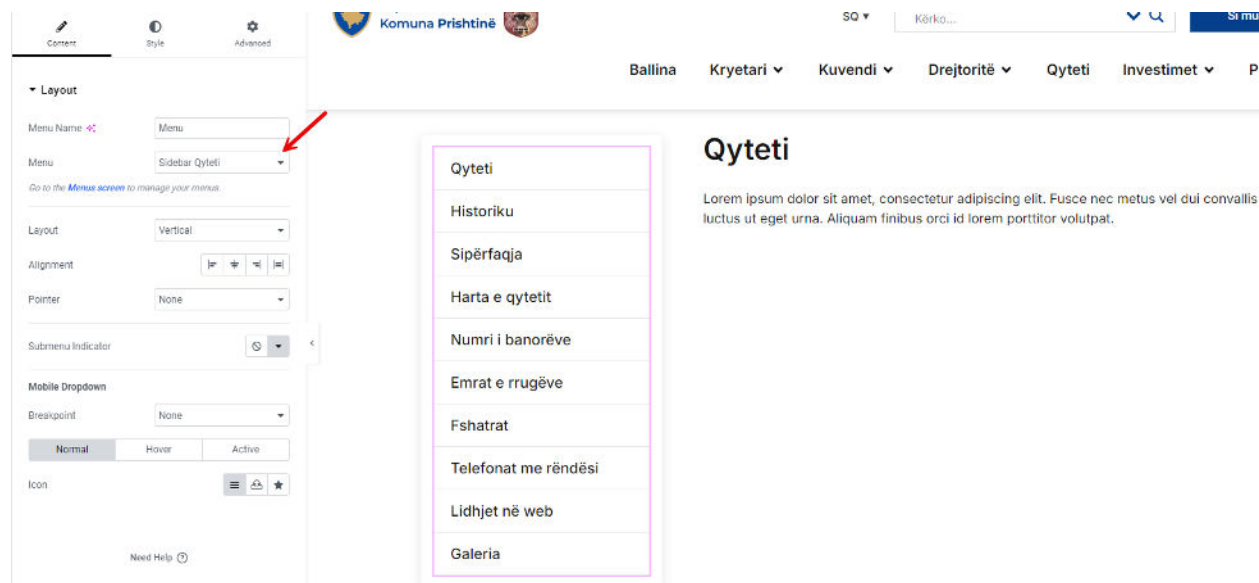 Content
Style
Advanced
Layout
Menu Name
Menu
Menu
Sidebar Qyteti
Go to the Menus screen to manage your menus.
Layout
Vertical
Alignment
Pointer
None
Submenu Indicator
Mobile Dropdown
Breakpoint
None
Normal
Hover
Active
Icon
Need Help
Komuna Prishtinë
SQ
Kërko...
Ballina
Kryetari
Kuvendi
Drejtoritë
Qyteti
Investimet
Qyteti
Historiku
Sipërfaqja
Harta e qytetit
Numri i banorëve
Emrat e rrugëve
Fshatrat
Telefonat me rëndësi
Lidhjet në web
Galeria
Qyteti
Lorem ipsum dolor sit amet, consectetur adipiscing elit. Fusce nec metus vel dui convallis
luctus ut eget urna. Aliquam finibus orci id lorem porttitor volutpat.